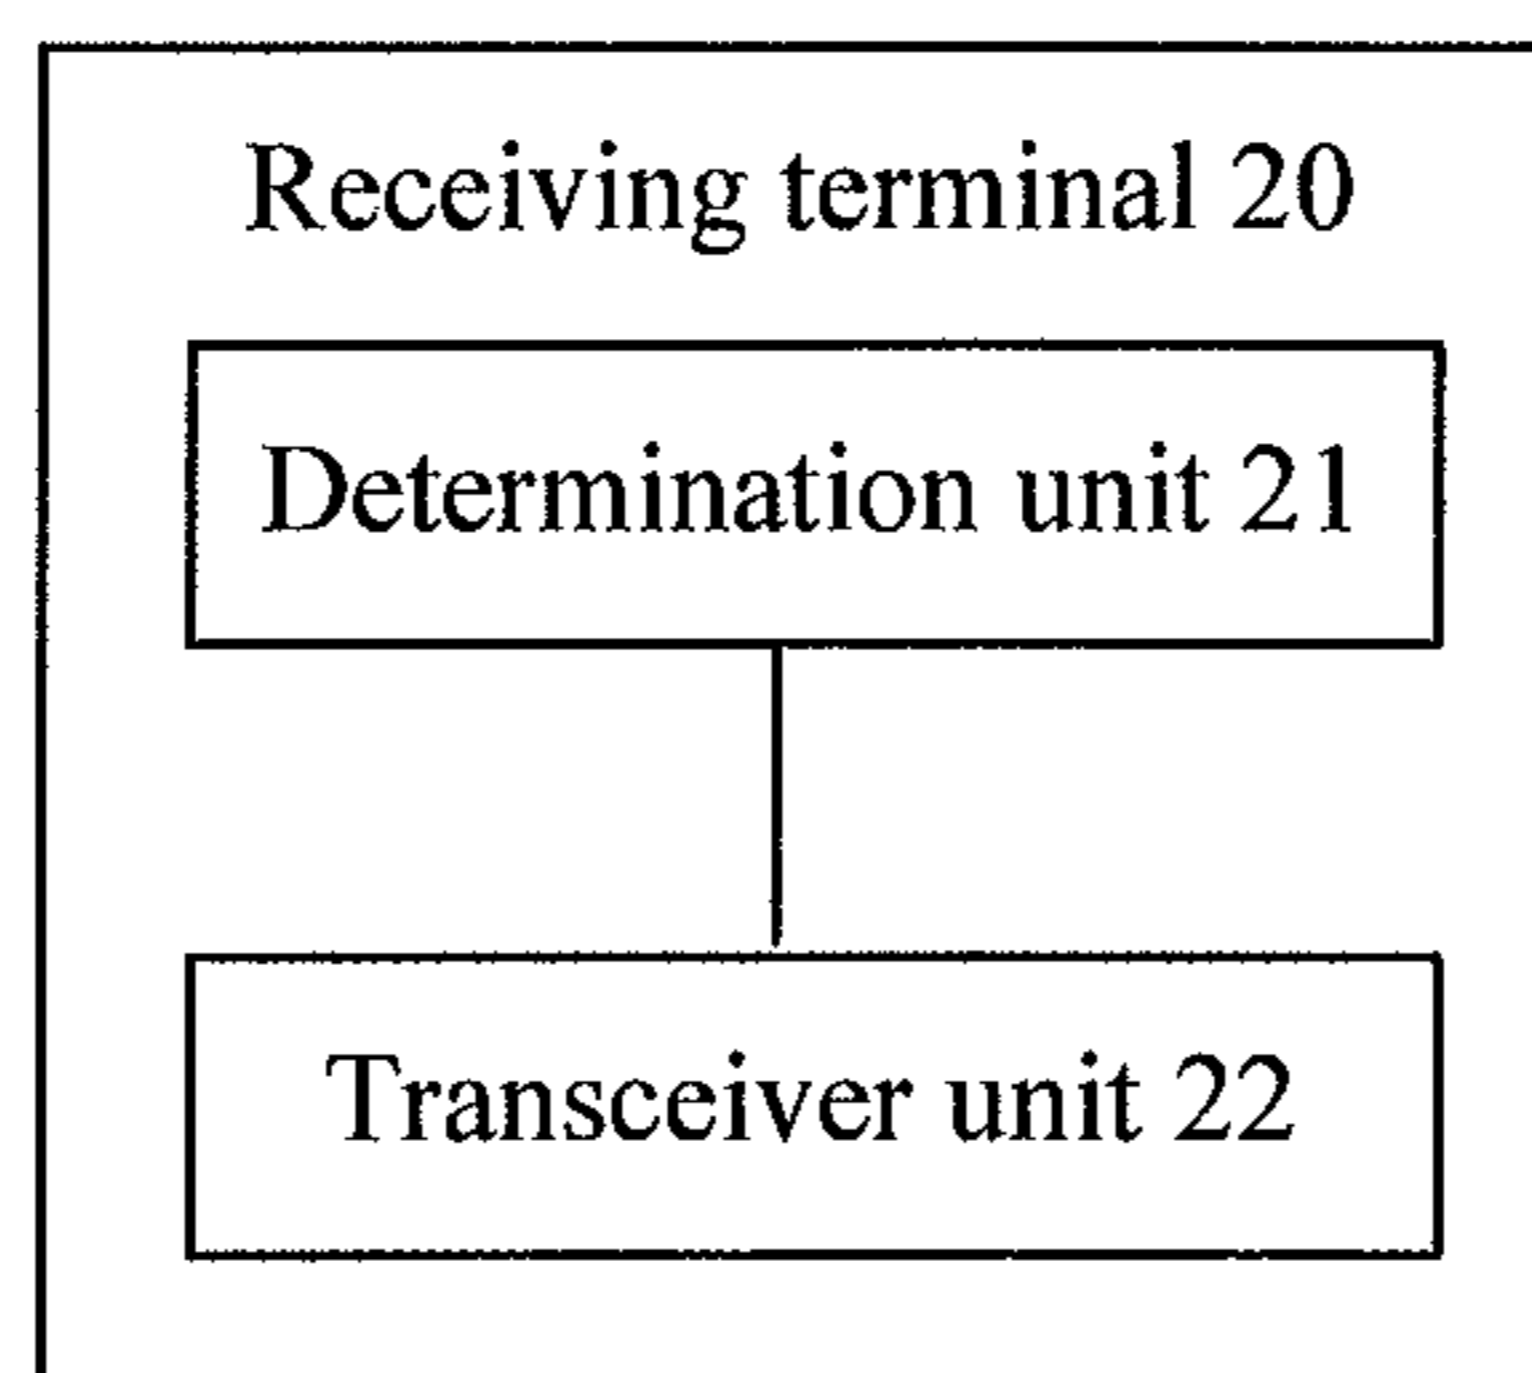 Receiving terminal 20
Determination unit 21
Transceiver unit 22